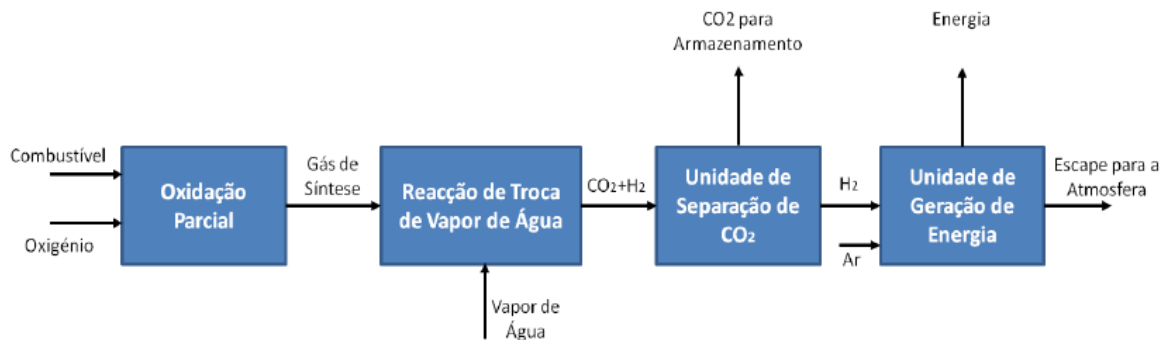 CO2 para
Armazenamento
Energia
Combustível
Oxigénio
Oxidação
Parcial
Gás de
Síntese
Reacção de Troca
de Vapor de Água
Vapor de
Água
CO₂+H₂
Unidade de
Separação de
CO₂
H₂
Ar
Unidade de
Geração de
Energia
Escape para a
Atmosfera